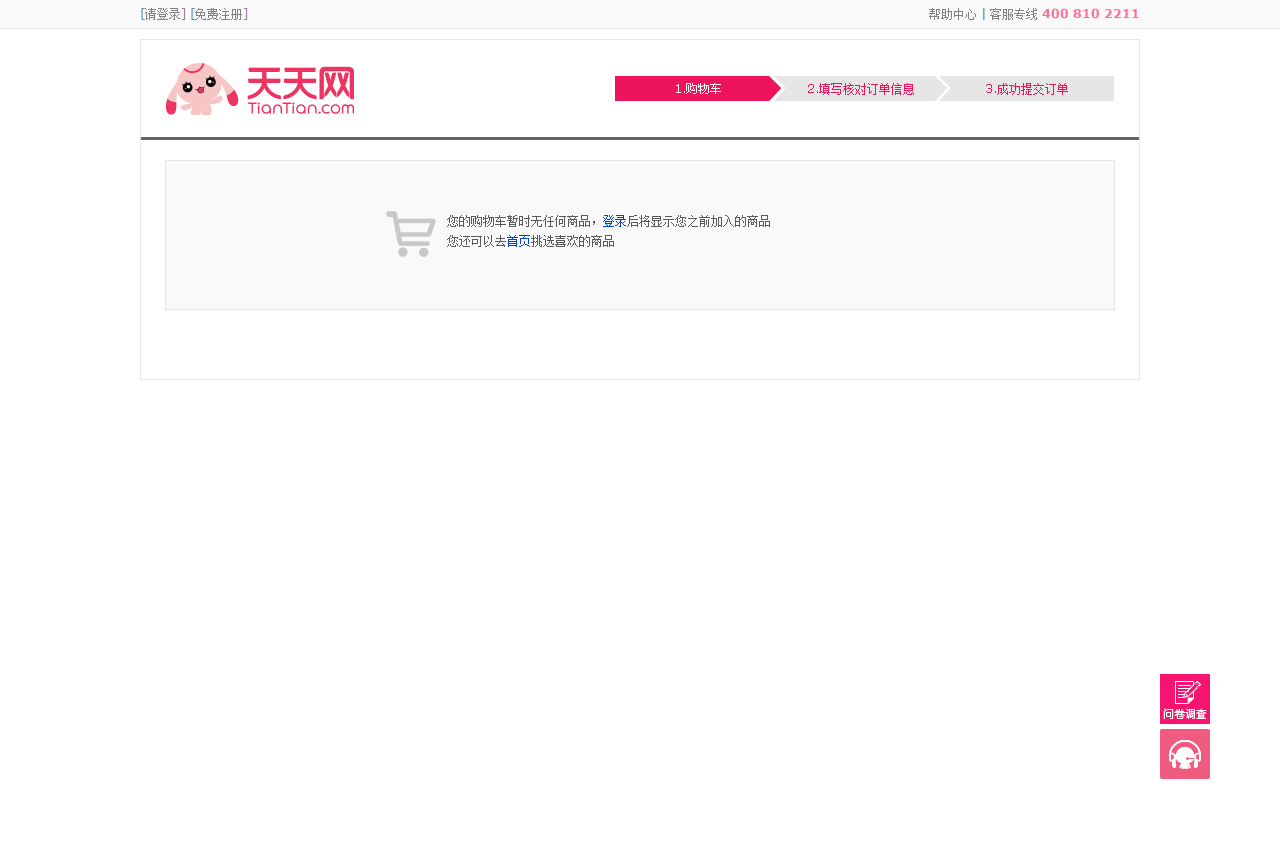 [请登录] [免费注册]
帮助中心 | 客服专线 400 810 2211
天天网
TianTian.com
1.购物车
2.填写核对订单信息
3.成功提交订单
您的购物车暂时无任何商品，登录后将显示您之前加入的商品
您还可以去首页挑选喜欢的商品
问卷调查